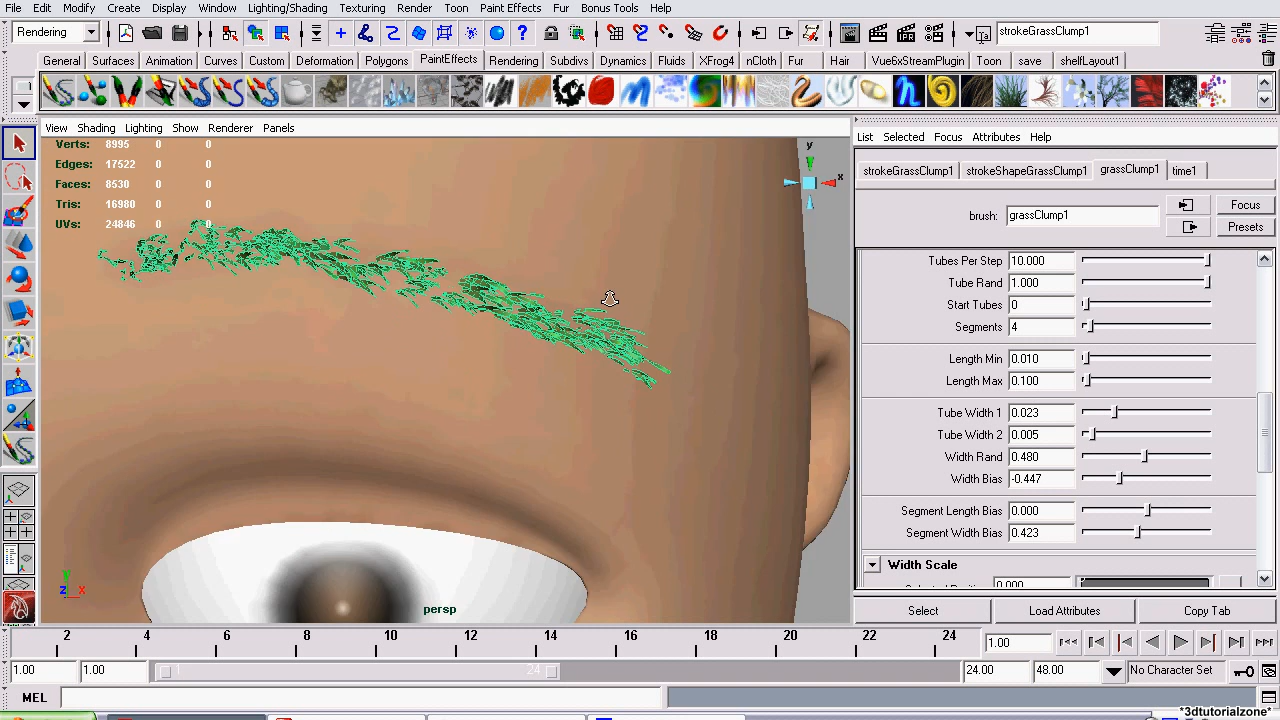 File Edit Modify Create Display Window Lighting/Shading Texturing Render Toon Paint Effects Fur Bonus Tools Help
Rendering strokeGrassClump1
General Surfaces Animation Curves Custom Deformation Polygons PaintEffects Rendering Subdivs Dynamics Fluids XFrog4 nCloth Fur Hair Vue6xStreamPlugin Toon save shelfLayout1
View Shading Lighting Show Renderer Panels
List Selected Focus Attributes Help
Verts: 8995 0 0
Edges: 17522 0 0
Faces: 8530 0 0
Tris: 16980 0 0
UVs: 24846 0 0
y
x
strokeGrassClump1 strokeShapeGrassClump1 grassClump1 time1
brush: grassClump1 Focus
Presets
Tubes Per Step 10.000
Tube Rand 1.000
Start Tubes 0
Segments 4
Length Min 0.010
Length Max 0.100
Tube Width 1 0.023
Tube Width 2 0.005
Width Rand 0.480
Width Bias -0.447
Segment Length Bias 0.000
Segment Width Bias 0.423
Width Scale
0.000
y
z x
persp
Select Load Attributes Copy Tab
2 4 6 8 10 12 14 16 18 20 22 24 1.00
1.00 1.00 1 24 24.00 48.00 No Character Set
MEL
*3dtutorialzone*